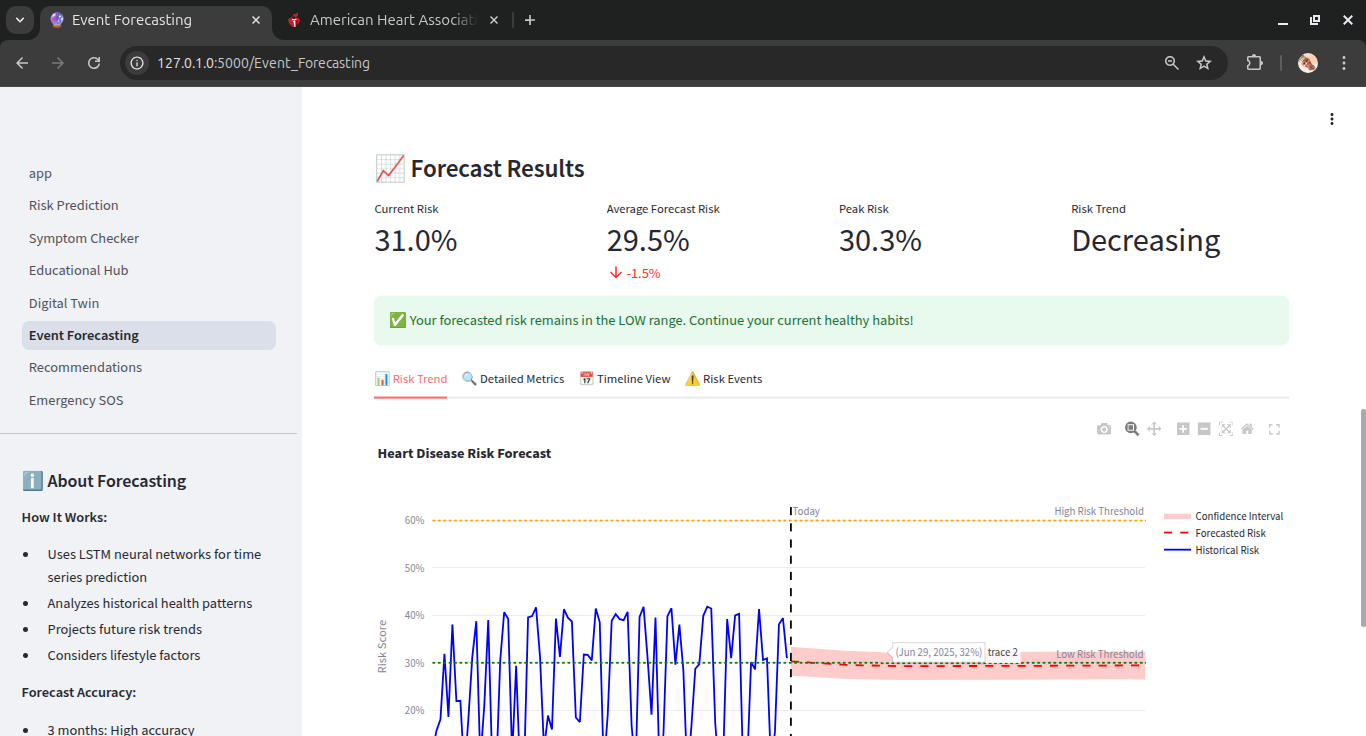 Event Forecasting
American Heart Associat
127.0.1.0:5000/Event_Forecasting
app
Risk Prediction
Symptom Checker
Educational Hub
Digital Twin
Event Forecasting
Recommendations
Emergency SOS
About Forecasting
How It Works:
Uses LSTM neural networks for time
series prediction
Analyzes historical health patterns
Projects future risk trends
Considers lifestyle factors
Forecast Accuracy:
3 months: High accuracy
Forecast Results
Current Risk
31.0%
Average Forecast Risk
29.5%
-1.5%
Peak Risk
30.3%
Risk Trend
Decreasing
Your forecasted risk remains in the LOW range. Continue your current healthy habits!
Risk Trend Detailed Metrics Timeline View Risk Events
Heart Disease Risk Forecast
Today
High Risk Threshold
60%
50%
40%
30%
20%
Risk Score
(Jun 29, 2025, 32%) trace 2
Low Risk Threshold
Confidence Interval
Forecasted Risk
Historical Risk